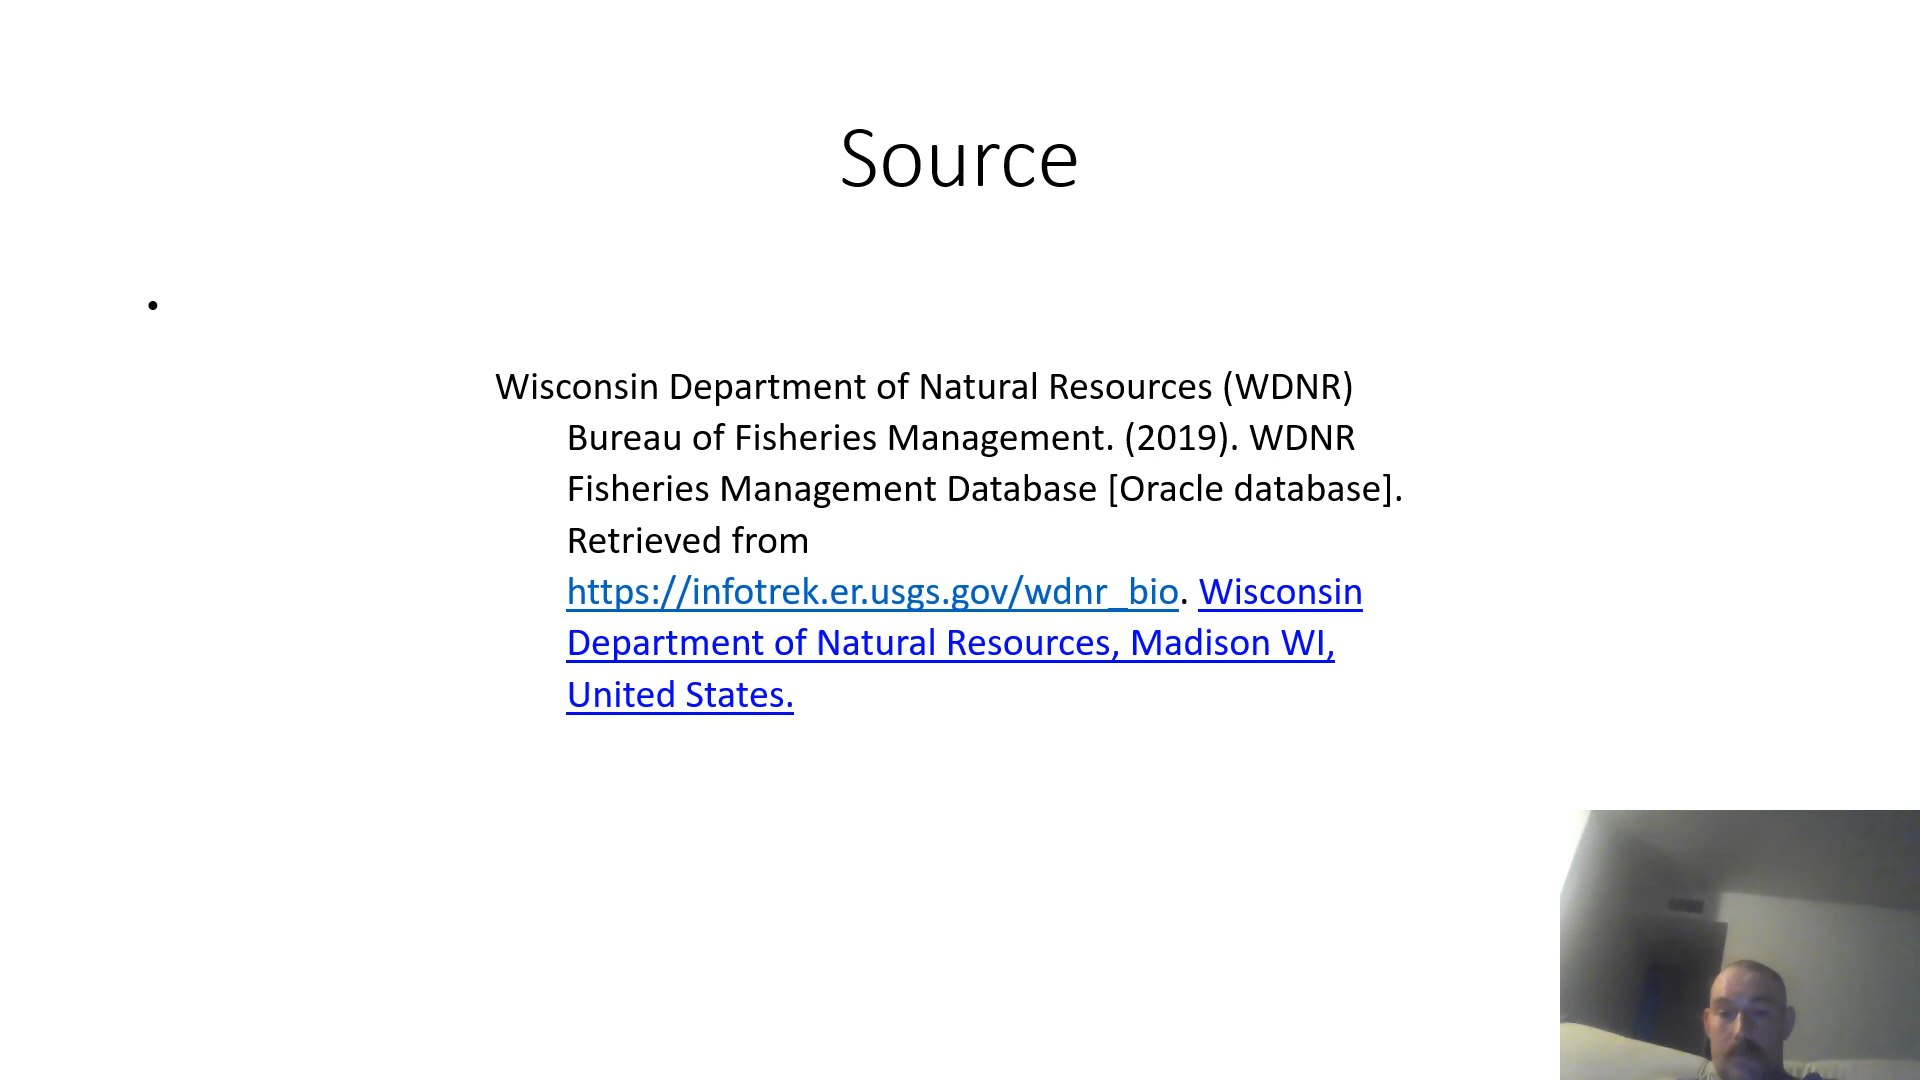 Source
•
Wisconsin Department of Natural Resources (WDNR)
Bureau of Fisheries Management. (2019). WDNR
Fisheries Management Database [Oracle database].
Retrieved from
https://infotrek.er.usgs.gov/wdnr_bio. Wisconsin
Department of Natural Resources, Madison WI,
United States.